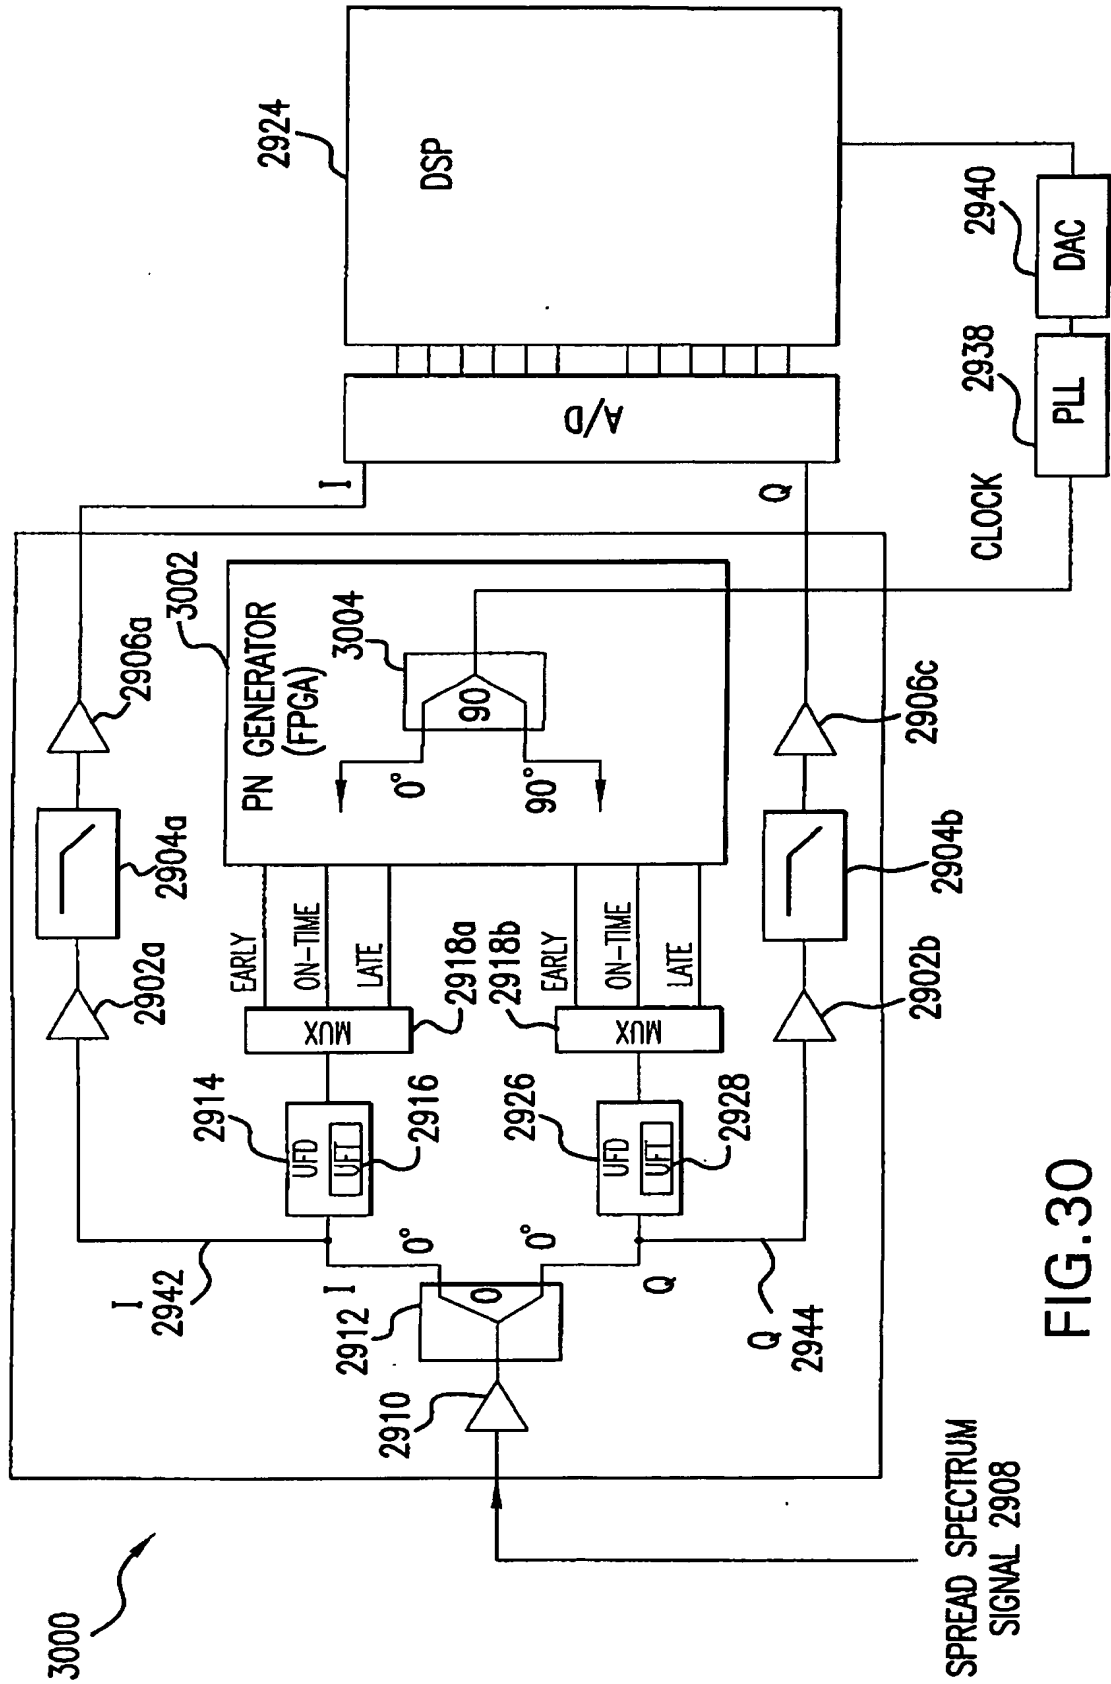 3000
SPREAD SPECTRUM
SIGNAL 2908
2910
2912
0
I
0°
0°
Q
I
2942
Q
2944
2914
UFD
UFT
2916
2926
UFD
UFT
2928
MUX
2918a
2918b
MUX
EARLY
ON-TIME
LATE
EARLY
ON-TIME
LATE
2902a
2904a
2906a
2902b
2904b
2906c
3002
PN GENERATOR
(FPGA)
3004
90
0°
90°
I
Q
A/D
2924
DSP
CLOCK
2938
PLL
2940
DAC
FIG.30